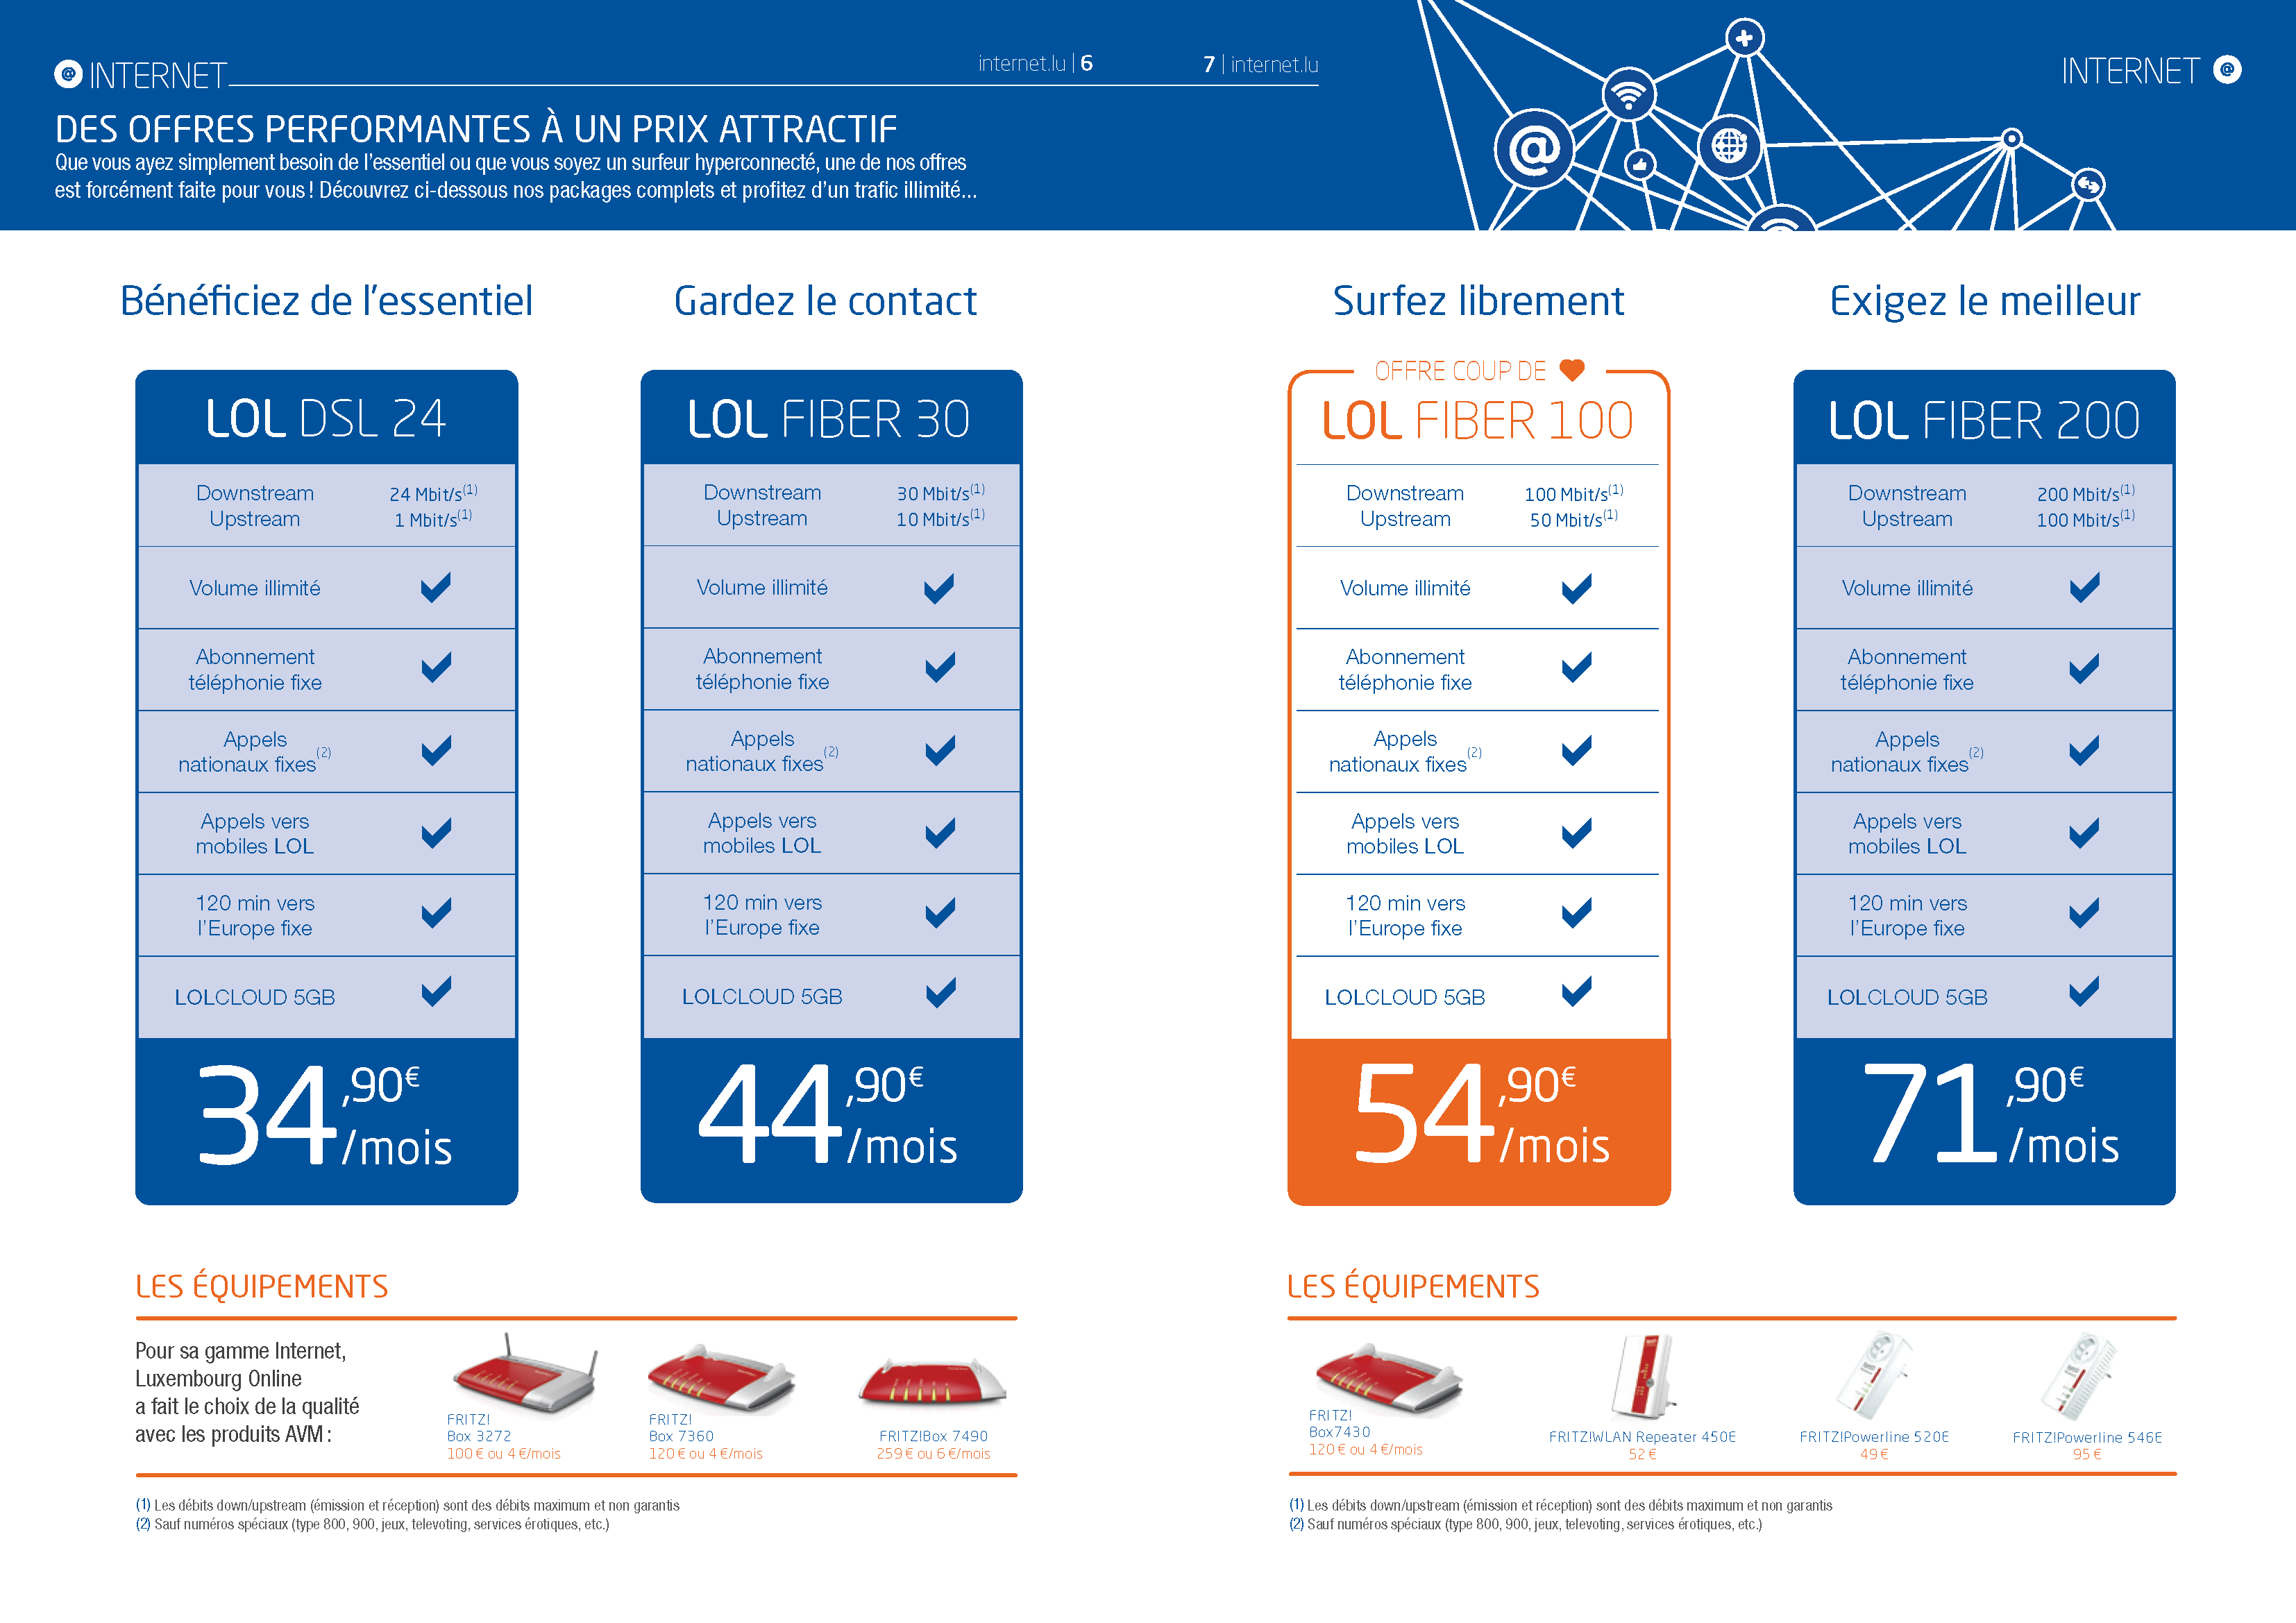 @ INTERNET
internet.lu | 6
7 | internet.lu
INTERNET @
DES OFFRES PERFORMANTES À UN PRIX ATTRACTIF
Que vous ayez simplement besoin de l'essentiel ou que vous soyez un surfeur hyperconnecté, une de nos offres
est forcément faite pour vous ! Découvrez ci-dessous nos packages complets et profitez d'un trafic illimité...
@
Bénéficiez de l'essentiel
LOL DSL 24
Downstream 24 Mbit/s(1)
Upstream 1 Mbit/s(1)
Volume illimité
Abonnement
téléphonie fixe
Appels
nationaux fixes(2)
Appels vers
mobiles LOL
120 min vers
l'Europe fixe
LOLCLOUD 5GB
34,90€
/mois
Gardez le contact
LOL FIBER 30
Downstream 30 Mbit/s(1)
Upstream 10 Mbit/s(1)
Volume illimité
Abonnement
téléphonie fixe
Appels
nationaux fixes(2)
Appels vers
mobiles LOL
120 min vers
l'Europe fixe
LOLCLOUD 5GB
44,90€
/mois
Surfez librement
OFFRE COUP DE
LOL FIBER 100
Downstream 100 Mbit/s(1)
Upstream 50 Mbit/s(1)
Volume illimité
Abonnement
téléphonie fixe
Appels
nationaux fixes(2)
Appels vers
mobiles LOL
120 min vers
l'Europe fixe
LOLCLOUD 5GB
54,90€
/mois
Exigez le meilleur
LOL FIBER 200
Downstream 200 Mbit/s(1)
Upstream 100 Mbit/s(1)
Volume illimité
Abonnement
téléphonie fixe
Appels
nationaux fixes(2)
Appels vers
mobiles LOL
120 min vers
l'Europe fixe
LOLCLOUD 5GB
71,90€
/mois
LES ÉQUIPEMENTS
Pour sa gamme Internet,
Luxembourg Online
a fait le choix de la qualité
avec les produits AVM :
FRITZ!
Box 3272
100 € ou 4 €/mois
FRITZ!
Box 7360
120 € ou 4 €/mois
FRITZ!Box 7490
259 € ou 6 €/mois
(1) Les débits down/upstream (émission et réception) sont des débits maximum et non garantis
(2) Sauf numéros spéciaux (type 800, 900, jeux, televoting, services érotiques, etc.)
LES ÉQUIPEMENTS
FRITZ!
Box7430
120 € ou 4 €/mois
FRITZ!WLAN Repeater 450E
52 €
FRITZ!Powerline 520E
49 €
FRITZ!Powerline 546E
95 €
(1) Les débits down/upstream (émission et réception) sont des débits maximum et non garantis
(2) Sauf numéros spéciaux (type 800, 900, jeux, televoting, services érotiques, etc.)